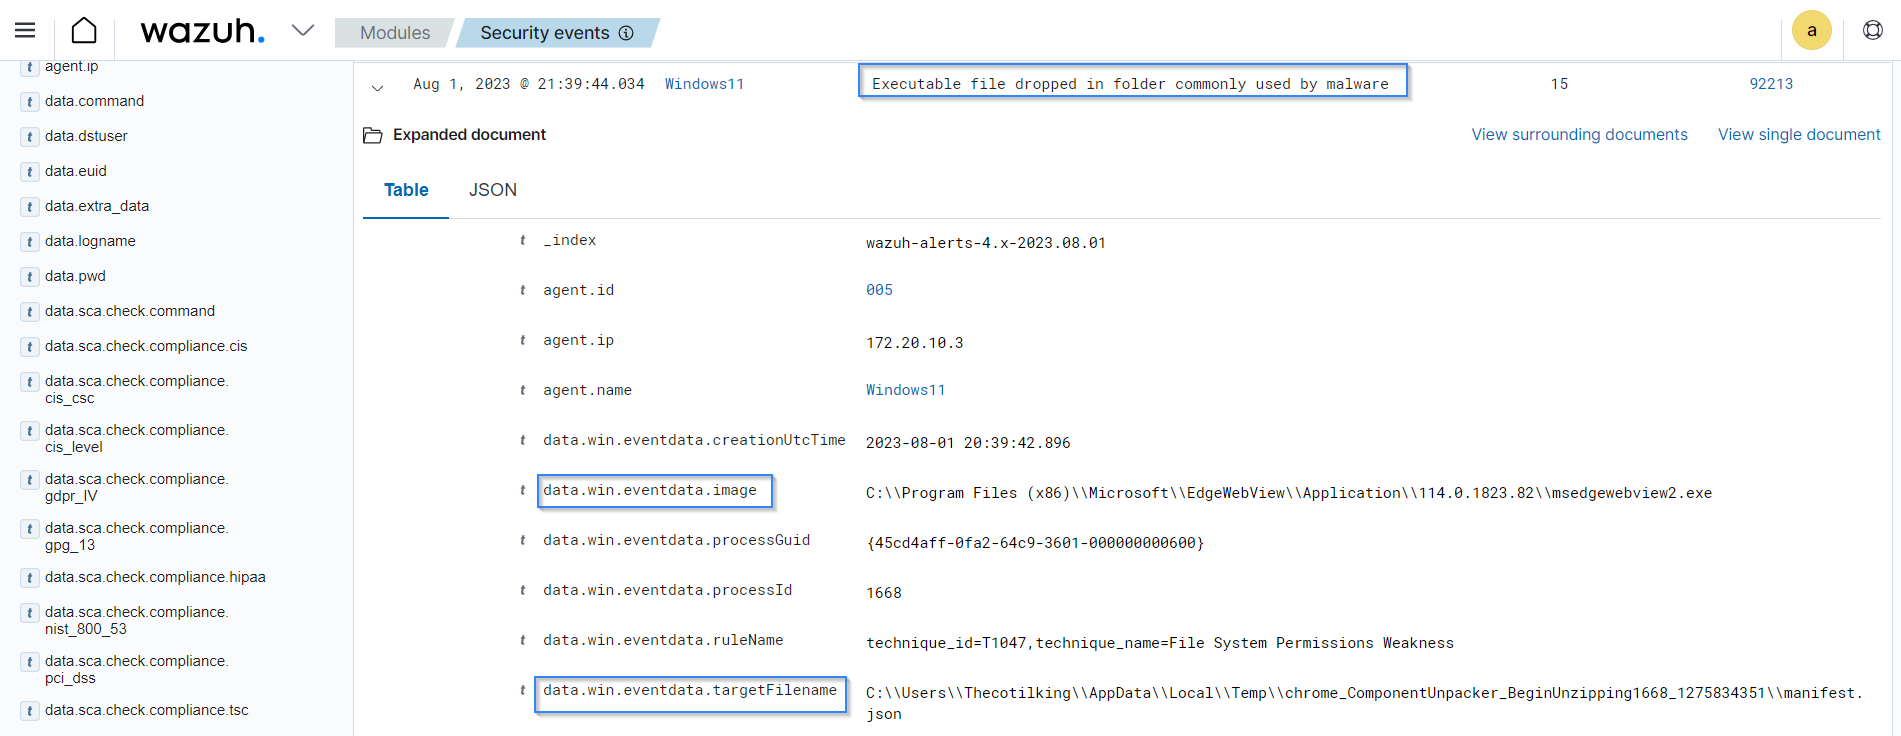 wazuh.
Modules
Security events
a
agent.ip
data.command
data.dstuser
data.euid
data.extra_data
data.logname
data.pwd
data.sca.check.command
data.sca.check.compliance.cis
data.sca.check.compliance.
cis_csc
data.sca.check.compliance.
cis_level
data.sca.check.compliance.
gdpr_IV
data.sca.check.compliance.
gpg_13
data.sca.check.compliance.hipaa
data.sca.check.compliance.
nist_800_53
data.sca.check.compliance.
pci_dss
data.sca.check.compliance.tsc
Aug 1, 2023 @ 21:39:44.034 Windows11 Executable file dropped in folder commonly used by malware 15 92213
Expanded document View surrounding documents View single document
Table JSON
t _index wazuh-alerts-4.x-2023.08.01
t agent.id 005
t agent.ip 172.20.10.3
t agent.name Windows11
t data.win.eventdata.creationUtcTime 2023-08-01 20:39:42.896
t data.win.eventdata.image C:\\Program Files (x86)\\Microsoft\\EdgeWebView\\Application\\114.0.1823.82\\msedgewebview2.exe
t data.win.eventdata.processGuid {45cd4aff-0fa2-64c9-3601-000000000600}
t data.win.eventdata.processId 1668
t data.win.eventdata.ruleName technique_id=T1047,technique_name=File System Permissions Weakness
t data.win.eventdata.targetFilename C:\\Users\\Thecotilking\\AppData\\Local\\Temp\\chrome_ComponentUnpacker_BeginUnzipping1668_1275834351\\manifest.
json